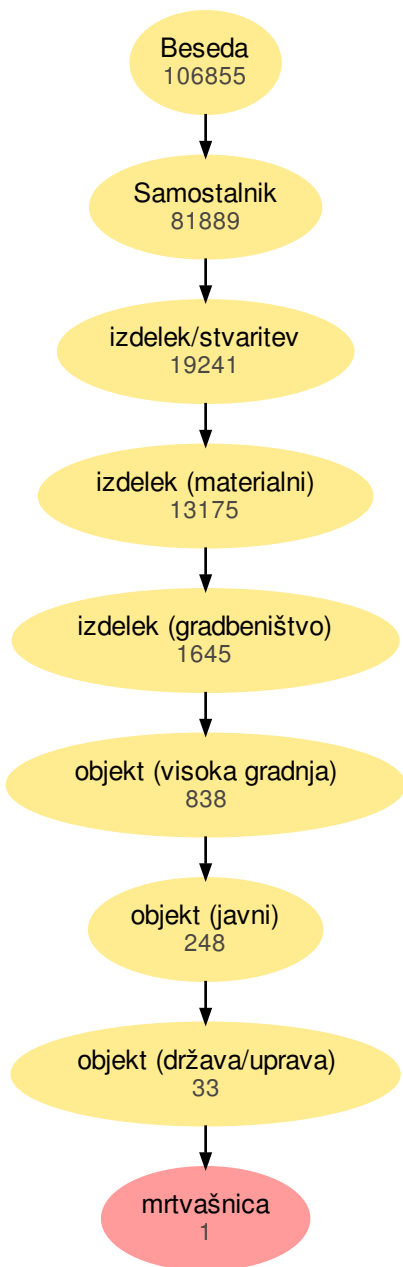 Beseda
106855
Samostalnik
81889
izdelek/stvaritev
19241
izdelek (materialni)
13175
izdelek (gradbeništvo)
1645
objekt (visoka gradnja)
838
objekt (javni)
248
objekt (država/uprava)
33
mrtvašnica
1